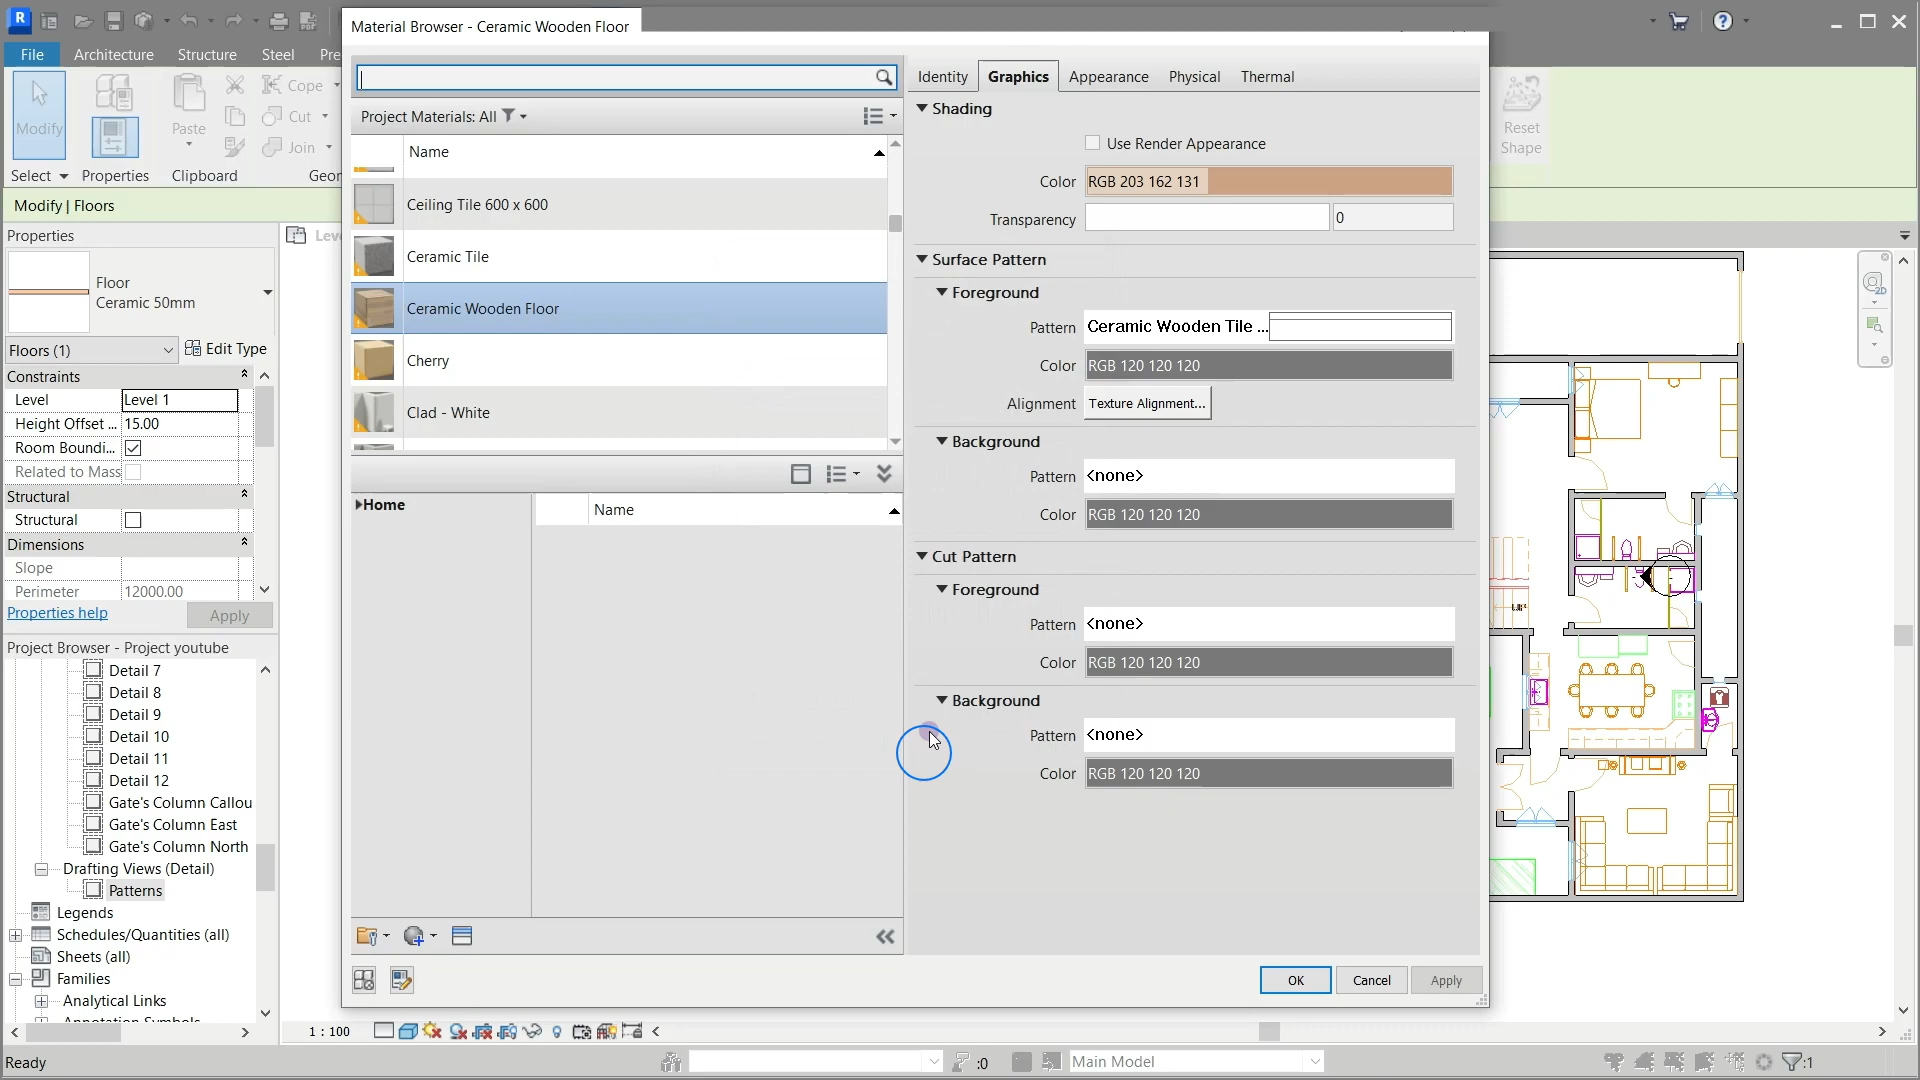 Material Browser - Ceramic Wooden Floor
R
File
Architecture
Structure
Steel
Pre
Modify
Paste
Cope
Cut
Join
Reset
Shape
Select
Properties
Clipboard
Geor
Modify | Floors
Properties
Floor
Ceramic 50mm
Floors (1)
Edit Type
Constraints
Level
Level 1
Height Offset ...
15.00
Room Boundi...
Related to Mass
Structural
Structural
Dimensions
Slope
Perimeter
12000.00
Properties help
Apply
Project Browser - Project youtube
Detail 7
Detail 8
Detail 9
Detail 10
Detail 11
Detail 12
Gate's Column Callou
Gate's Column East
Gate's Column North
Drafting Views (Detail)
Patterns
Legends
Schedules/Quantities (all)
Sheets (all)
Families
Analytical Links
Leve
Project Materials: All
Name
Ceiling Tile 600 x 600
Ceramic Tile
Ceramic Wooden Floor
Cherry
Clad - White
Home
Name
Identity
Graphics
Appearance
Physical
Thermal
Shading
Use Render Appearance
Color
RGB 203 162 131
Transparency
0
Surface Pattern
Foreground
Pattern
Ceramic Wooden Tile ...
Color
RGB 120 120 120
Alignment
Texture Alignment...
Background
Pattern
<none>
Color
RGB 120 120 120
Cut Pattern
Foreground
Pattern
<none>
Color
RGB 120 120 120
Background
Pattern
<none>
Color
RGB 120 120 120
OK
Cancel
Apply
2D
1 : 100
Ready
:0
Main Model
:1